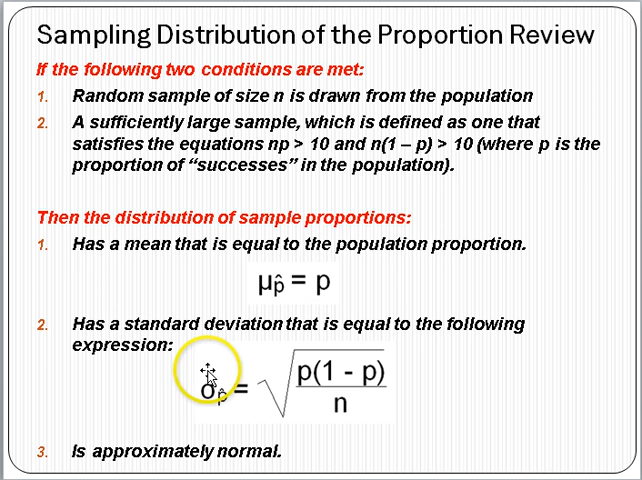 Sampling Distribution of the Proportion Review
If the following two conditions are met:
1. Random sample of size n is drawn from the population
2. A sufficiently large sample, which is defined as one that
satisfies the equations np > 10 and n(1 – p) > 10 (where p is the
proportion of “successes” in the population).
Then the distribution of sample proportions:
1. Has a mean that is equal to the population proportion.
μp̂ = p
2. Has a standard deviation that is equal to the following
expression:
σp̂ = √(p(1 - p)/n)
3. Is approximately normal.